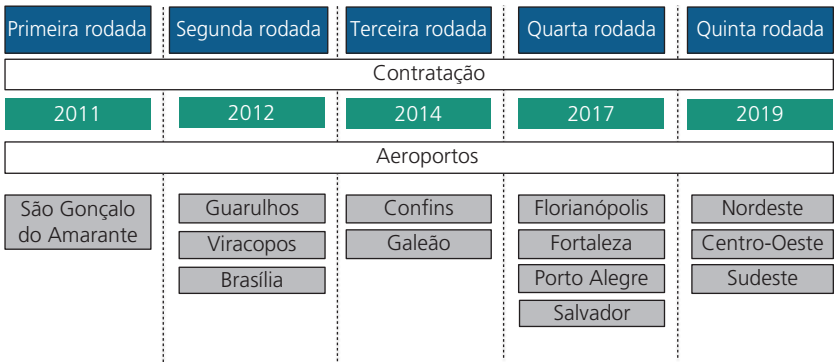 Primeira rodada
Segunda rodada
Terceira rodada
Quarta rodada
Quinta rodada
Contratação
2011
2012
2014
2017
2019
Aeroportos
São Gonçalo
do Amarante
Guarulhos
Viracopos
Brasília
Confins
Galeão
Florianópolis
Fortaleza
Porto Alegre
Salvador
Nordeste
Centro-Oeste
Sudeste